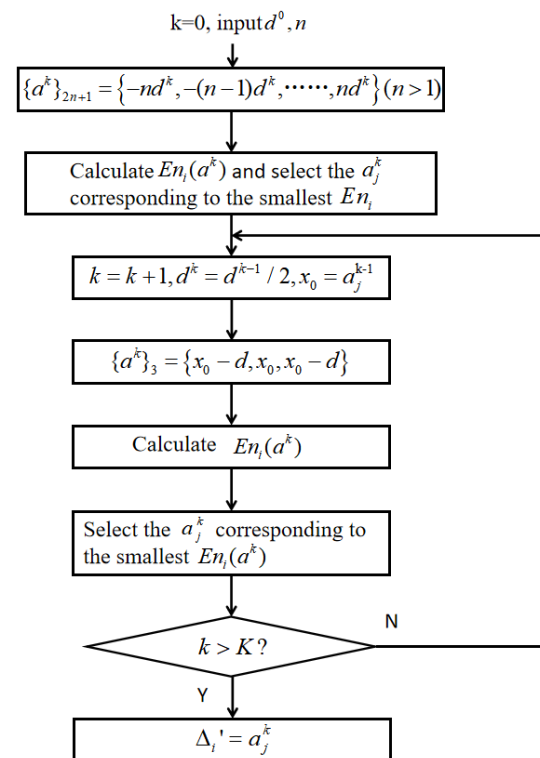 k=0, input d⁰, n
{aᵏ}₂ₙ₊₁ = {−ndᵏ, −(n−1)dᵏ, ······, ndᵏ}(n>1)
Calculate Enᵢ(aᵏ) and select the aⱼᵏ
corresponding to the smallest Enᵢ
k = k+1, dᵏ = dᵏ⁻¹ / 2, x₀ = aⱼᵏ⁻¹
{aᵏ}₃ = {x₀ − d, x₀, x₀ − d}
Calculate Enᵢ(aᵏ)
Select the aⱼᵏ corresponding to
the smallest Enᵢ(aᵏ)
k > K?
N
Y
Δᵢ' = aⱼᵏ